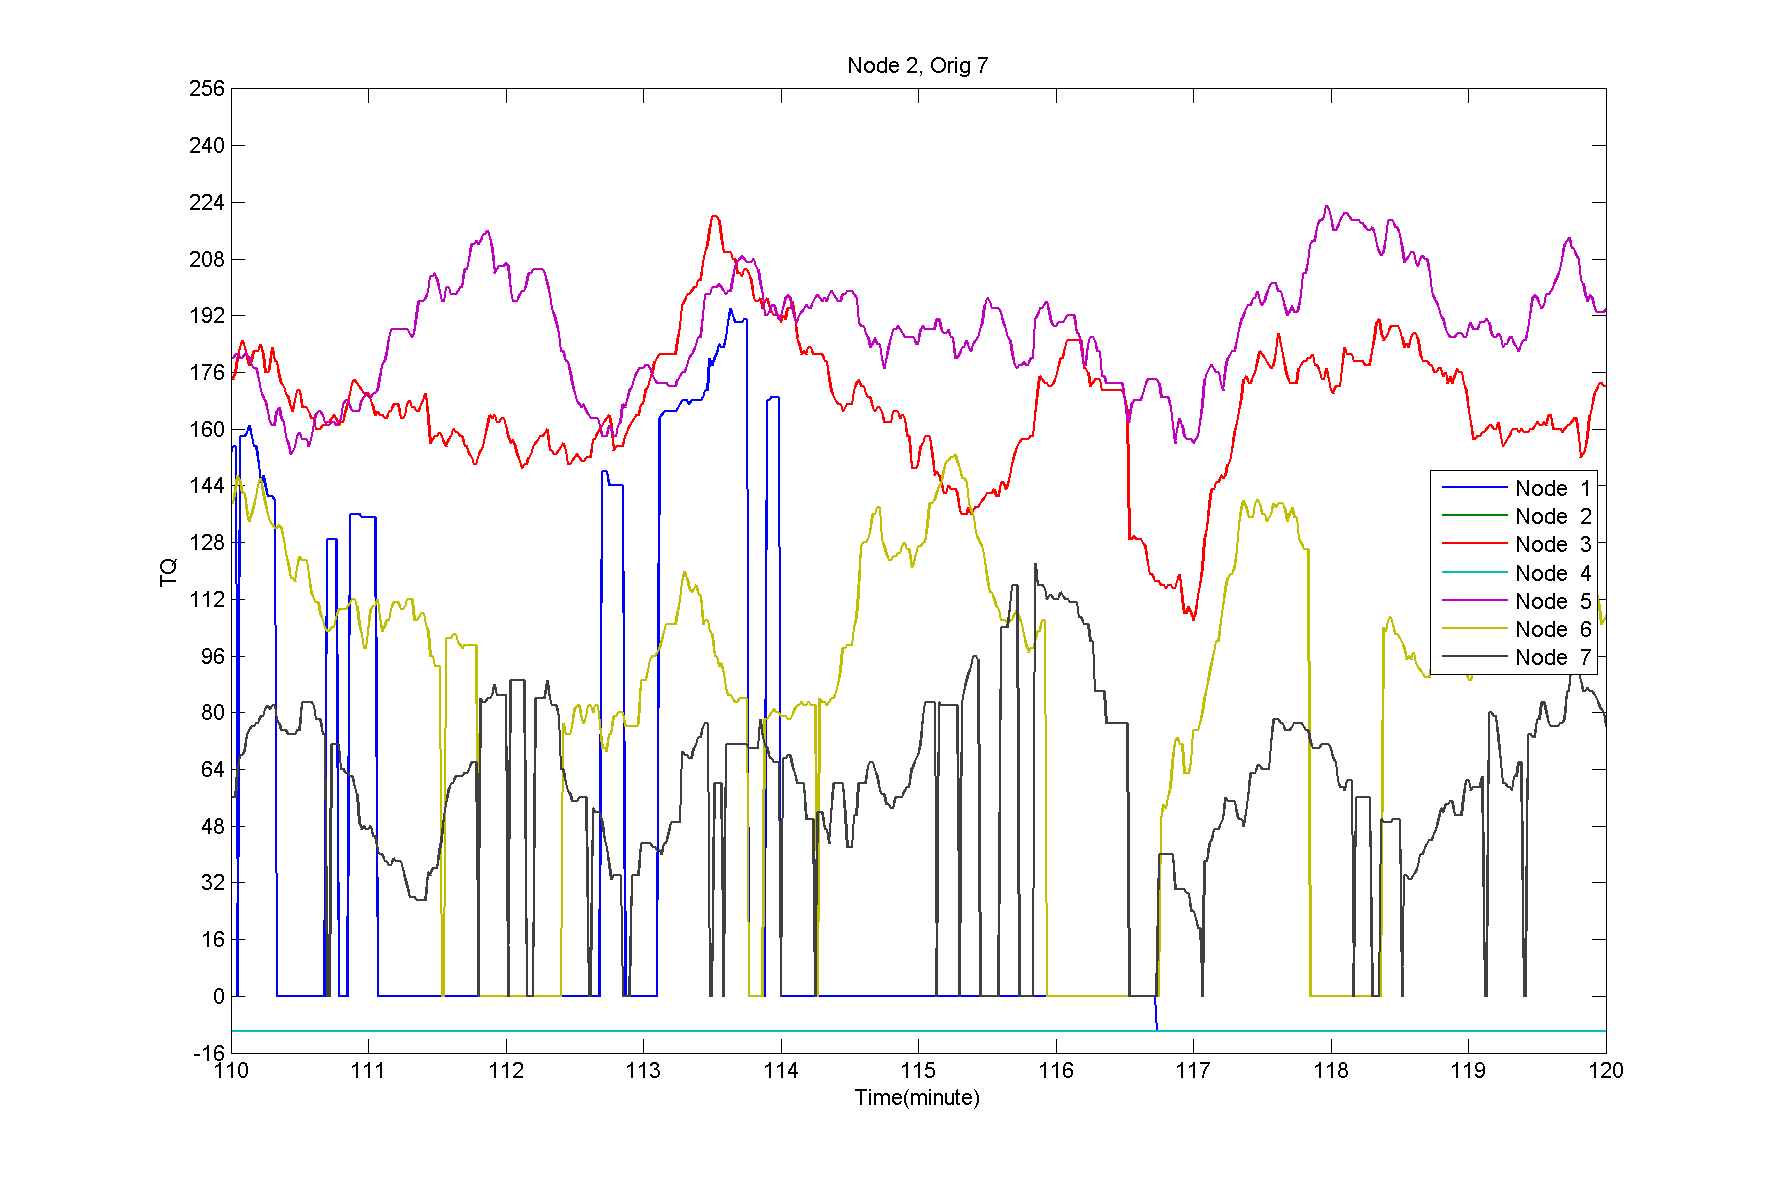 Node 2, Orig 7
256
240
224
208
192
176
160
144
128
112
96
80
64
48
32
16
0
-16
TQ
Node 1
Node 2
Node 3
Node 4
Node 5
Node 6
Node 7
110 111 112 113 114 115 116 117 118 119 120
Time(minute)